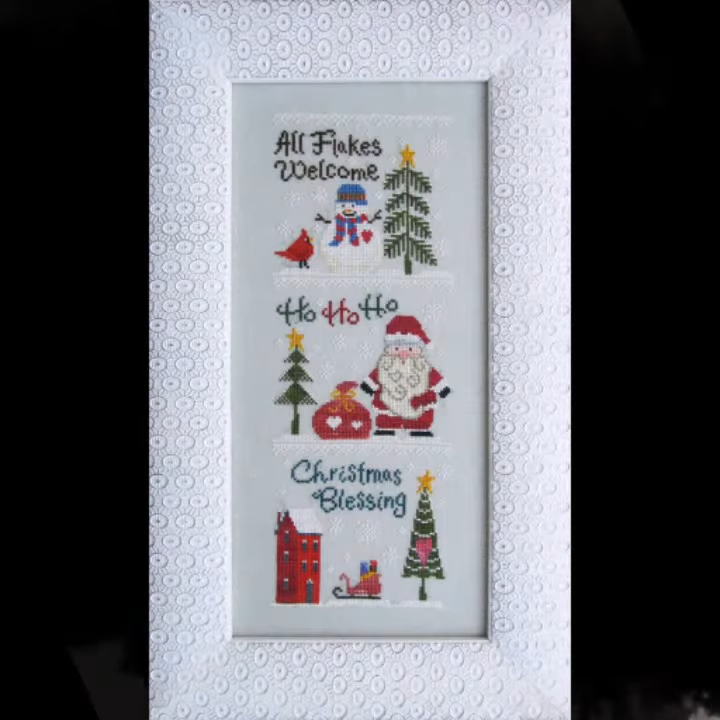 All Flakes
Welcome
Ho Ho Ho
Christmas
Blessing